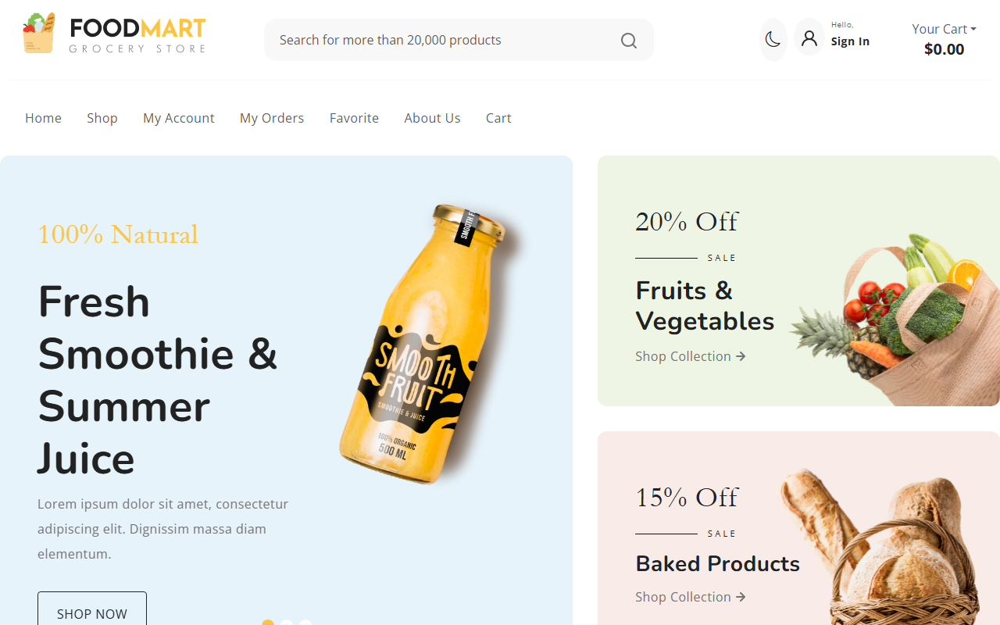 FOODMART
GROCERY STORE
Search for more than 20,000 products
Hello,
Sign In
Your Cart
$0.00
Home
Shop
My Account
My Orders
Favorite
About Us
Cart
100% Natural
Fresh
Smoothie &
Summer
Juice
Lorem ipsum dolor sit amet, consectetur
adipiscing elit. Dignissim massa diam
elementum.
SHOP NOW
SMOOTH F
SMOOTH
FRUIT
SMOOTHIE & JUICE
100% ORGANIC
500 ML
20% Off
SALE
Fruits &
Vegetables
Shop Collection
15% Off
SALE
Baked Products
Shop Collection